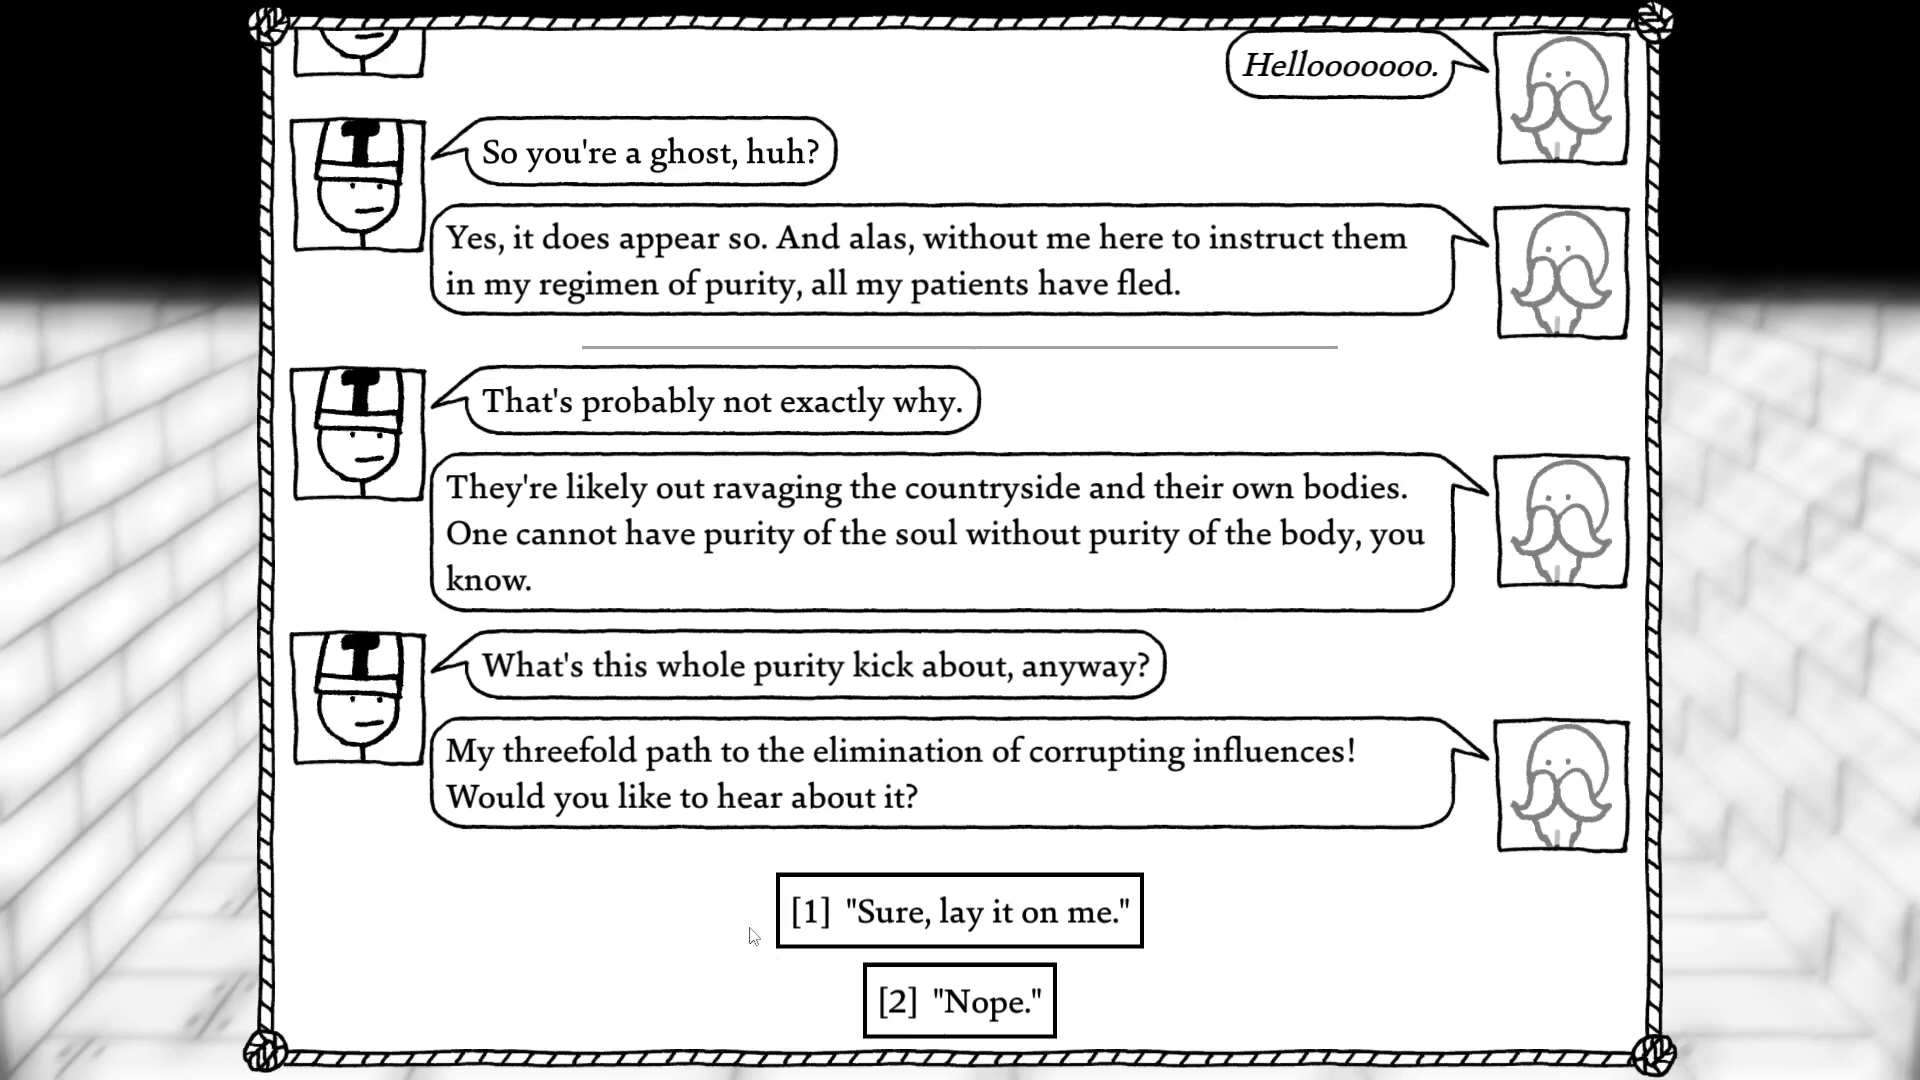 Hellooooooo.
So you're a ghost, huh?
Yes, it does appear so. And alas, without me here to instruct them
in my regimen of purity, all my patients have fled.
That's probably not exactly why.
They're likely out ravaging the countryside and their own bodies.
One cannot have purity of the soul without purity of the body, you
know.
What's this whole purity kick about, anyway?
My threefold path to the elimination of corrupting influences!
Would you like to hear about it?
[1] "Sure, lay it on me."
[2] "Nope."